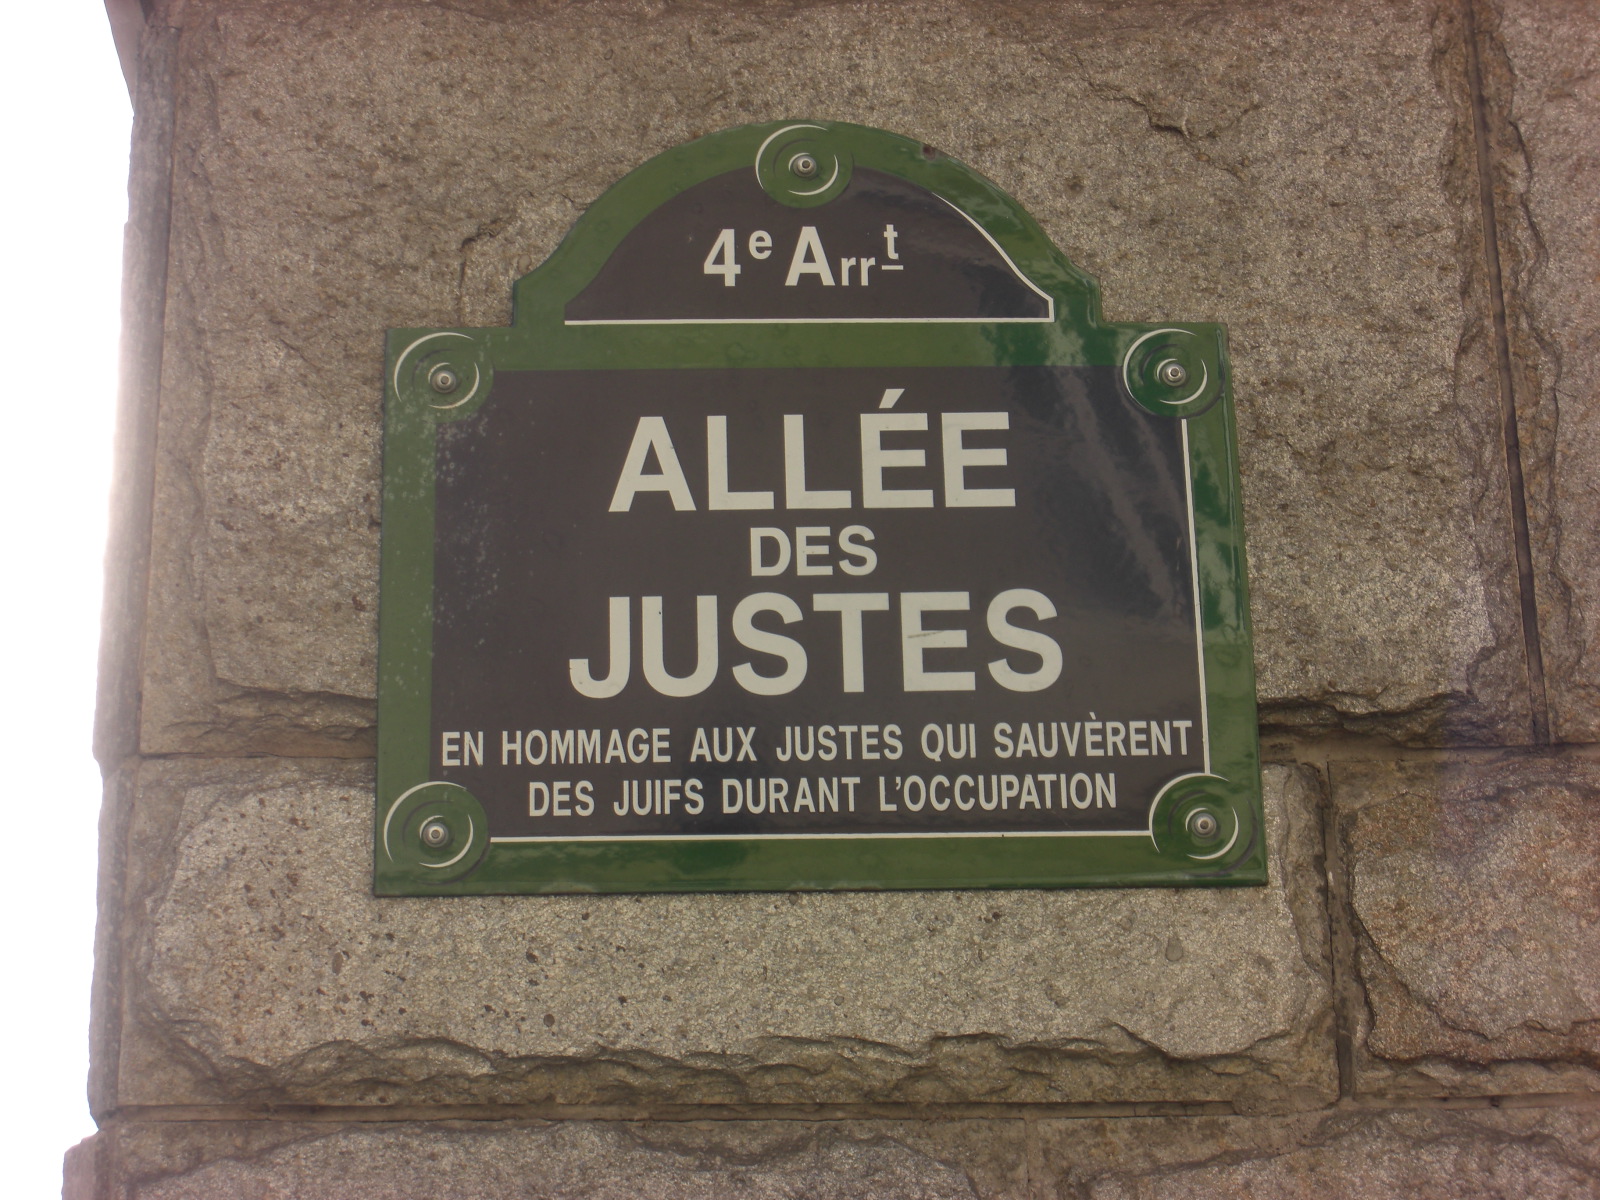 4e Arrt
ALLÉE
DES
JUSTES
EN HOMMAGE AUX JUSTES QUI SAUVÈRENT
DES JUIFS DURANT L'OCCUPATION